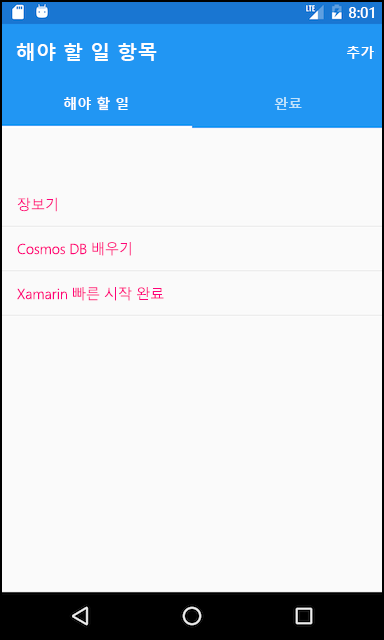 LTE 8:01
해야 할 일 항목 추가
해야 할 일 완료
장보기
Cosmos DB 배우기
Xamarin 빠른 시작 완료